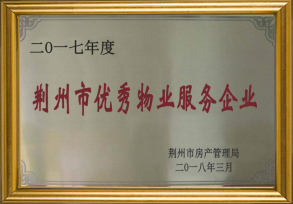 二〇一七年度
荆州市优秀物业服务企业
荆州市房产管理局
二〇一八年三月